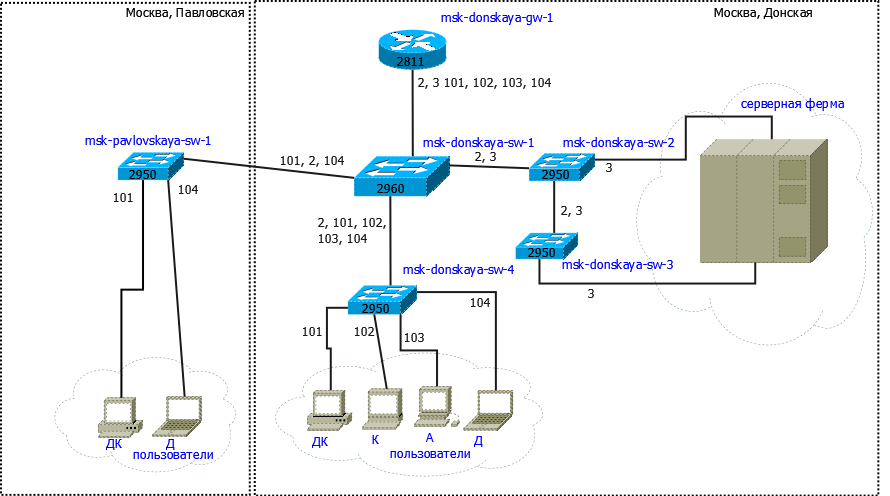 Москва, Павловская
Москва, Донская
msk-donskaya-gw-1
2811
2, 3 101, 102, 103, 104
серверная ферма
msk-pavlovskaya-sw-1
msk-donskaya-sw-1
msk-donskaya-sw-2
101, 2, 104
2, 3
3
2950
2960
2950
101
104
2, 101, 102,
103, 104
2, 3
2950
msk-donskaya-sw-3
msk-donskaya-sw-4
3
2950
104
101
102
103
ДК
Д
пользователи
ДК
К
А
Д
пользователи